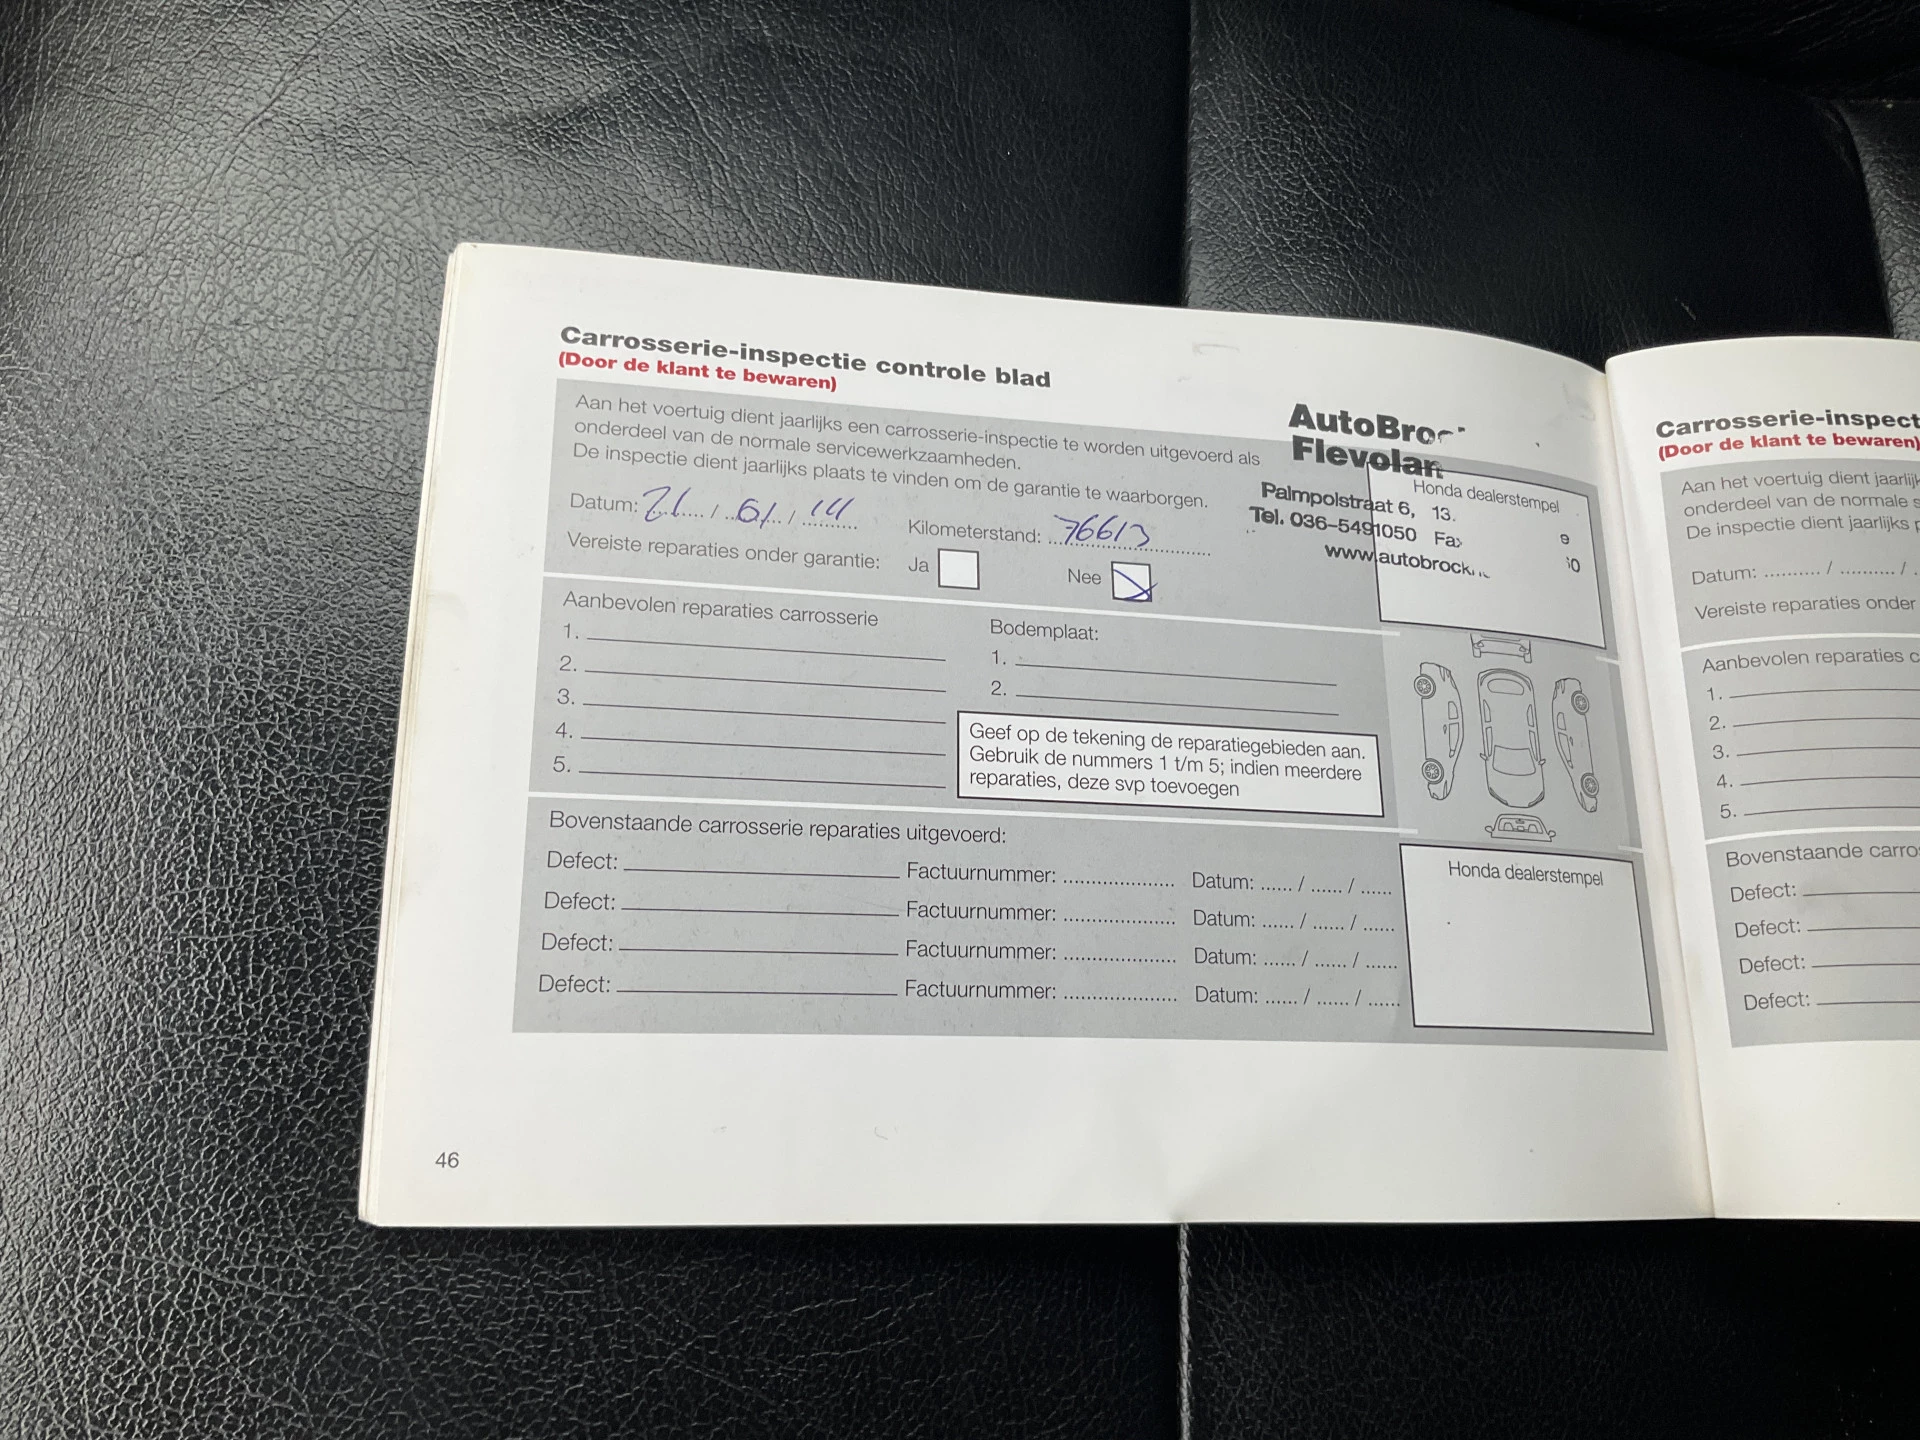 Carrosserie-inspectie controle blad
(Door de klant te bewaren)
Aan het voertuig dient jaarlijks een carrosserie-inspectie te worden uitgevoerd als
onderdeel van de normale servicewerkzaamheden.
De inspectie dient jaarlijks plaats te vinden om de garantie te waarborgen.
Datum: 21 / 01 / 14 Kilometerstand: 76613
Vereiste reparaties onder garantie: Ja Nee
AutoBroc
Flevolan
Honda dealerstempel
Palmpolstraat 6, 13. 9
Tel. 036-5491050 Fax 0
www.autobrock
Aanbevolen reparaties carrosserie
1.
2.
3.
4.
5.
Bodemplaat:
1.
2.
Geef op de tekening de reparatiegebieden aan.
Gebruik de nummers 1 t/m 5; indien meerdere
reparaties, deze svp toevoegen
Bovenstaande carrosserie reparaties uitgevoerd:
Defect: Factuurnummer: Datum: / /
Defect: Factuurnummer: Datum: / /
Defect: Factuurnummer: Datum: / /
Defect: Factuurnummer: Datum: / /
Honda dealerstempel
46
Carrosserie-inspect
(Door de klant te bewaren)
Aan het voertuig dient jaarlijk
onderdeel van de normale s
De inspectie dient jaarlijks p
Datum: / /
Vereiste reparaties onder
Aanbevolen reparaties c
1.
2.
3.
4.
5.
Bovenstaande carro
Defect:
Defect:
Defect:
Defect: